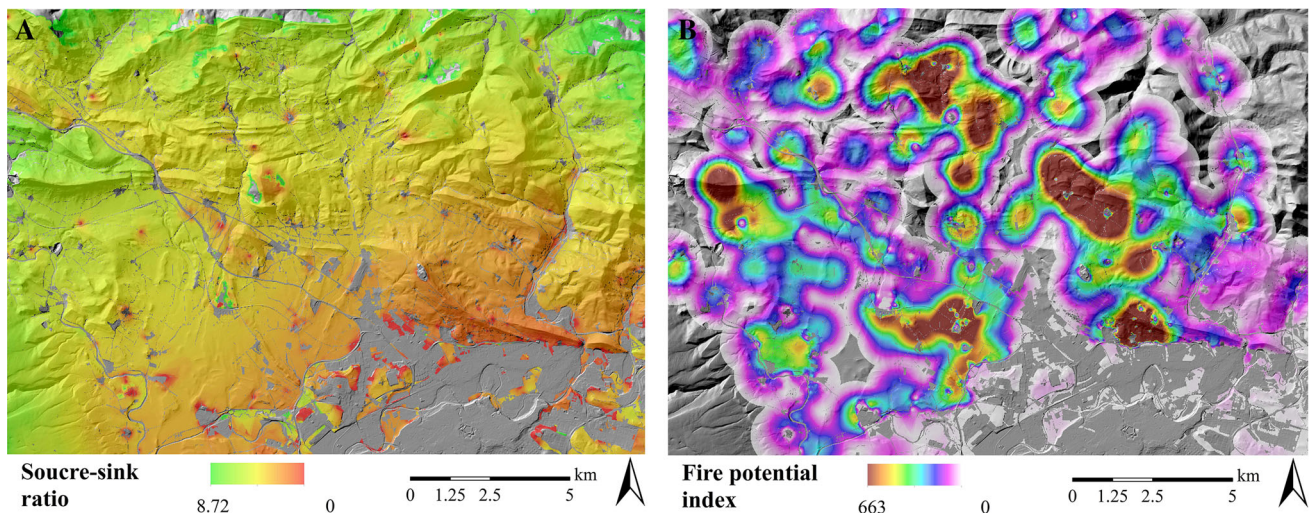 A
B
Soucre-sink
ratio
8.72 0
km
0 1.25 2.5 5
Fire potential
index
663 0
km
0 1.25 2.5 5